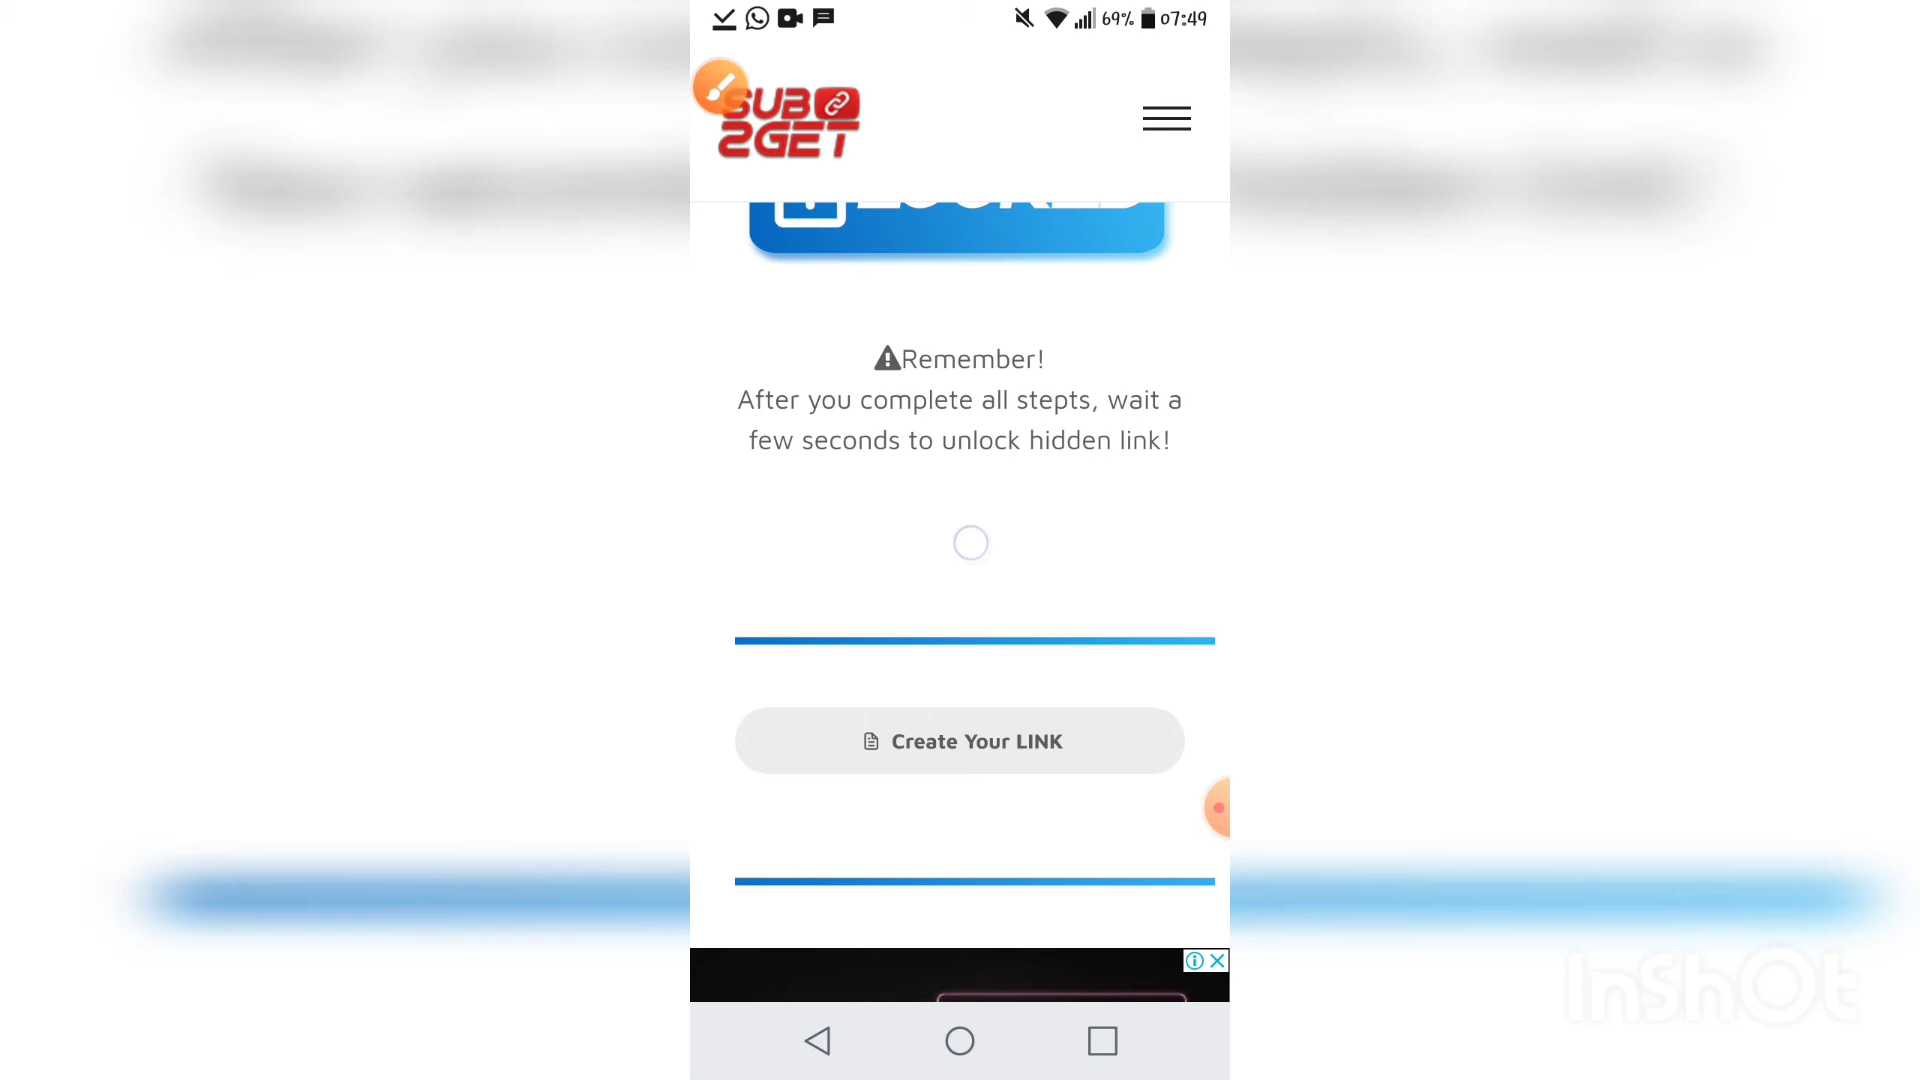 69% 07:49
SUB
2GET
Remember!
After you complete all stepts, wait a
few seconds to unlock hidden link!
Create Your LINK
InShOt